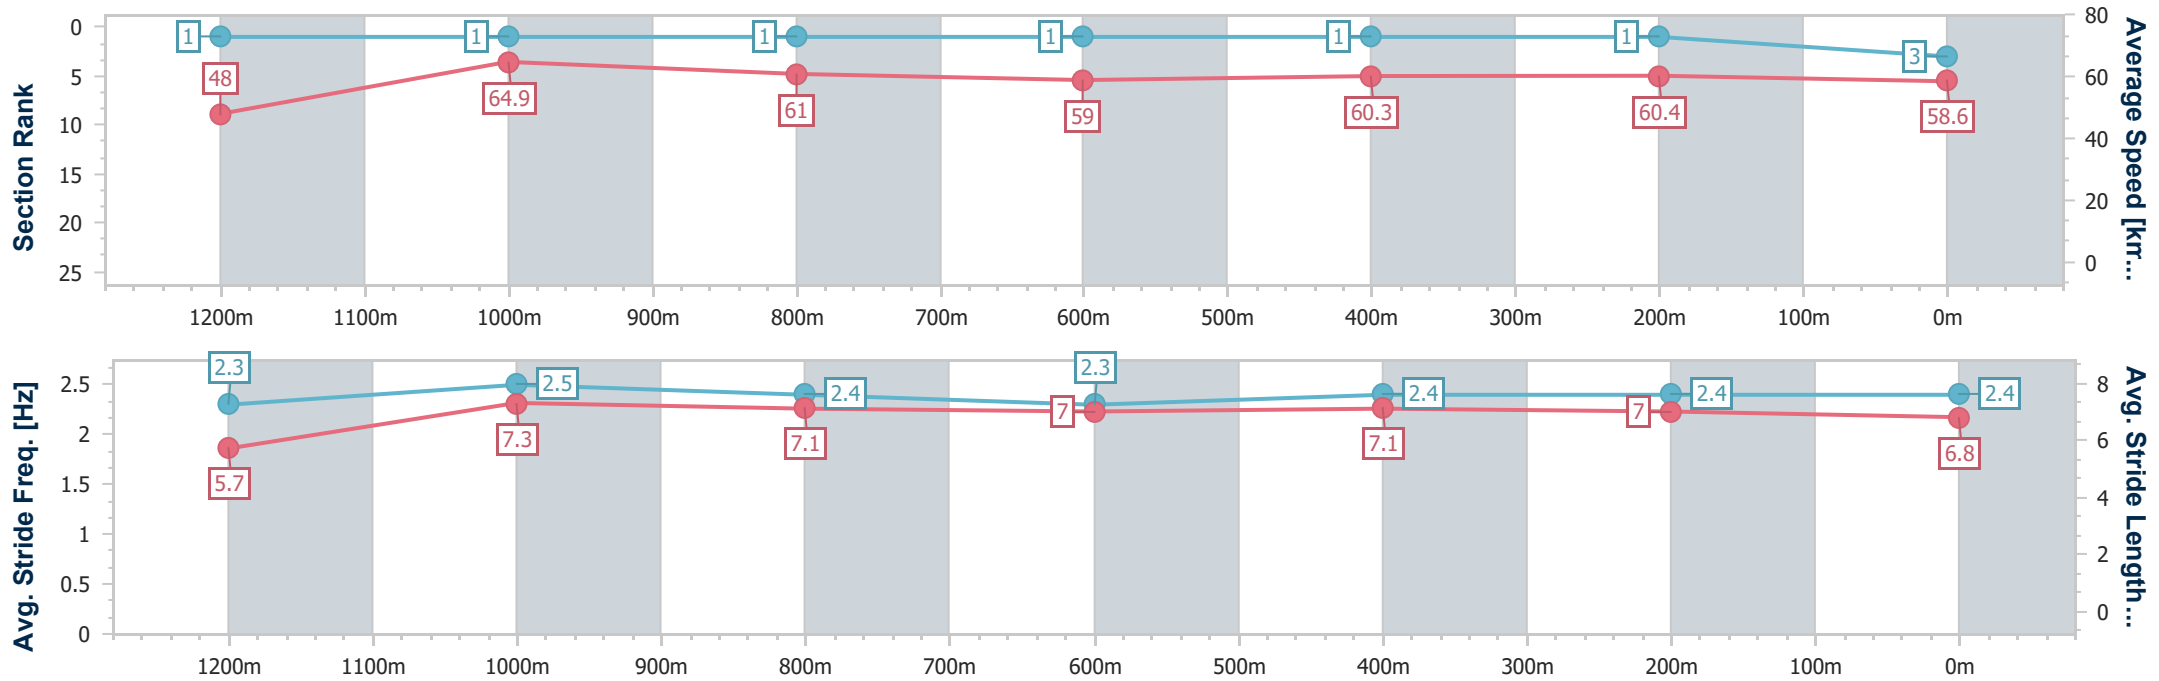 Section Rank
0
5
10
15
20
25
1
1
1
1
1
1
3
48
64.9
61
59
60.3
60.4
58.6
80
60
40
20
0
Average Speed [km...
1200m
1100m
1000m
900m
800m
700m
600m
500m
400m
300m
200m
100m
0m
Avg. Stride Freq. [Hz]
2.5
2
1.5
1
0.5
0
2.3
2.5
2.4
2.3
2.4
2.4
2.4
5.7
7.3
7.1
7
7.1
7
6.8
8
6
4
2
0
Avg. Stride Length...
1200m
1100m
1000m
900m
800m
700m
600m
500m
400m
300m
200m
100m
0m